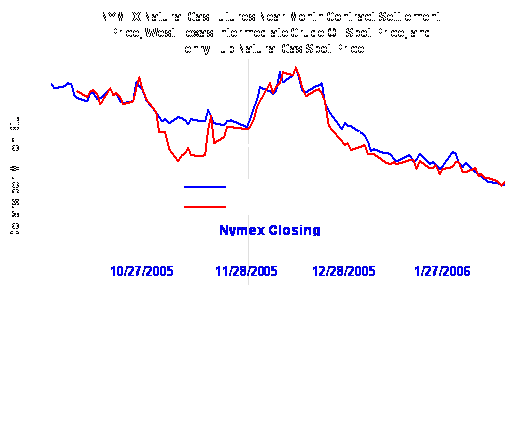 NYMEX Natural Gas Futures Near-Month Contract Settlement
Price, West Texas Intermediate Crude Oil Spot Price, and
Henry Hub Natural Gas Spot Price
Nymex Closing
10/27/2005 11/28/2005 12/28/2005 1/27/2006